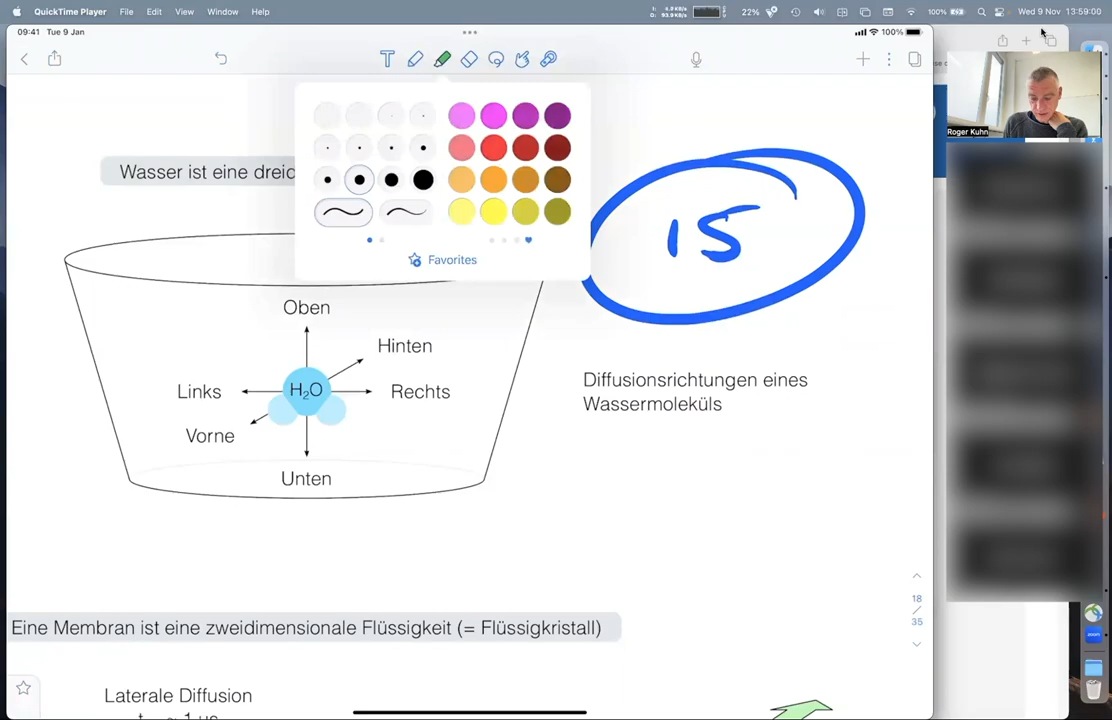 QuickTime Player File Edit View Window Help
22%
100%
Wed 9 Nov 13:59:00
09:41 Tue 9 Jan
100%
Favorites
Roger Kuhn
Wasser ist eine dreid
15
Oben
Hinten
Links
H₂O
Rechts
Vorne
Unten
Diffusionsrichtungen eines
Wassermoleküls
18
/
35
Eine Membran ist eine zweidimensionale Flüssigkeit (= Flüssigkristall)
Laterale Diffusion
zoom